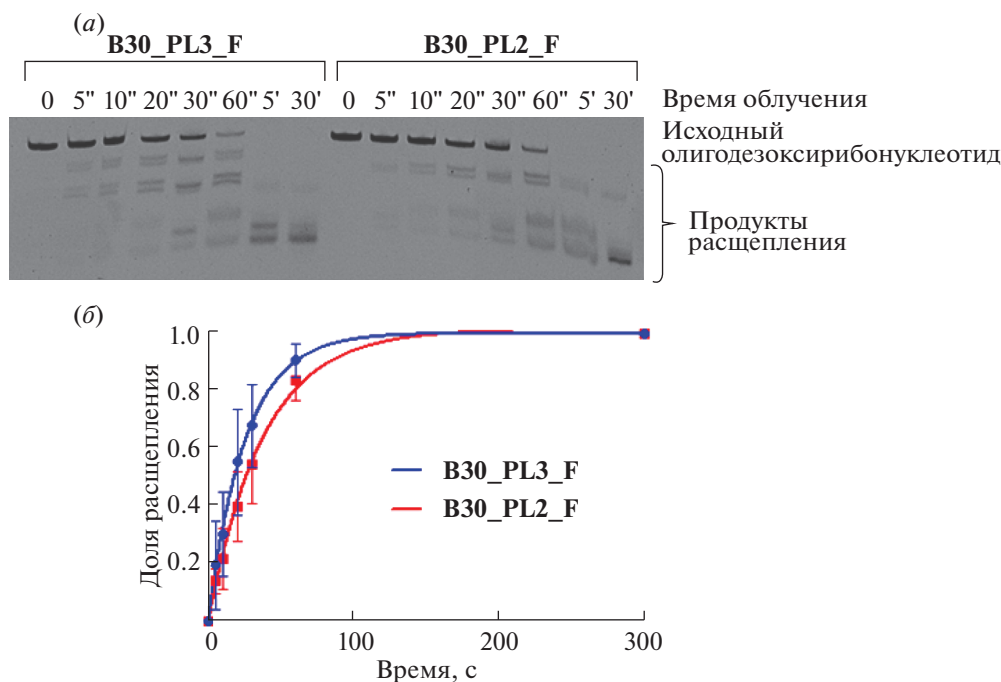 (а)
B30_PL3_F B30_PL2_F
0 5" 10" 20" 30" 60" 5' 30' 0 5" 10" 20" 30" 60" 5' 30' Время облучения
Исходный
олигодезоксирибонуклеотид
Продукты
расщепления
(б)
1.0
0.8
0.6
0.4
0.2
Доля расщепления
B30_PL3_F
B30_PL2_F
0 100 200 300
Время, с